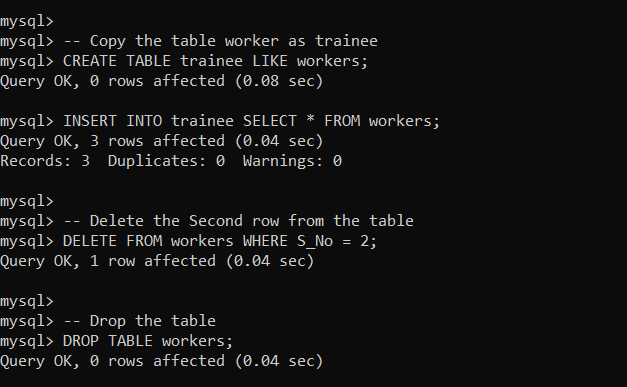 mysql>
mysql> -- Copy the table worker as trainee
mysql> CREATE TABLE trainee LIKE workers;
Query OK, 0 rows affected (0.08 sec)
mysql> INSERT INTO trainee SELECT * FROM workers;
Query OK, 3 rows affected (0.04 sec)
Records: 3  Duplicates: 0  Warnings: 0
mysql>
mysql> -- Delete the Second row from the table
mysql> DELETE FROM workers WHERE S_No = 2;
Query OK, 1 row affected (0.04 sec)
mysql>
mysql> -- Drop the table
mysql> DROP TABLE workers;
Query OK, 0 rows affected (0.04 sec)